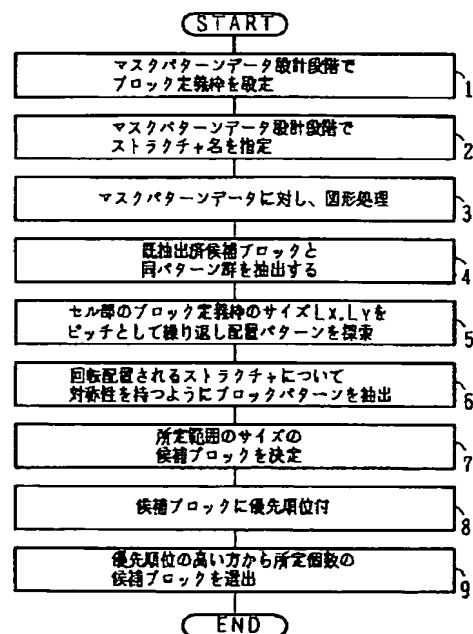 START
マスクパターンデータ設計段階で
ブロック定義枠を設定
1
マスクパターンデータ設計段階で
ストラクチャ名を指定
2
マスクパターンデータに対し、図形処理
3
既抽出済候補ブロックと
同パターン群を抽出する
4
セル部のブロック定義枠のサイズLx,Lyを
ピッチとして繰り返し配置パターンを探索
5
回転配置されるストラクチャについて
対称性を持つようにブロックパターンを抽出
6
所定範囲のサイズの
候補ブロックを決定
7
候補ブロックに優先順位付
8
優先順位の高い方から所定個数の
候補ブロックを選出
9
END